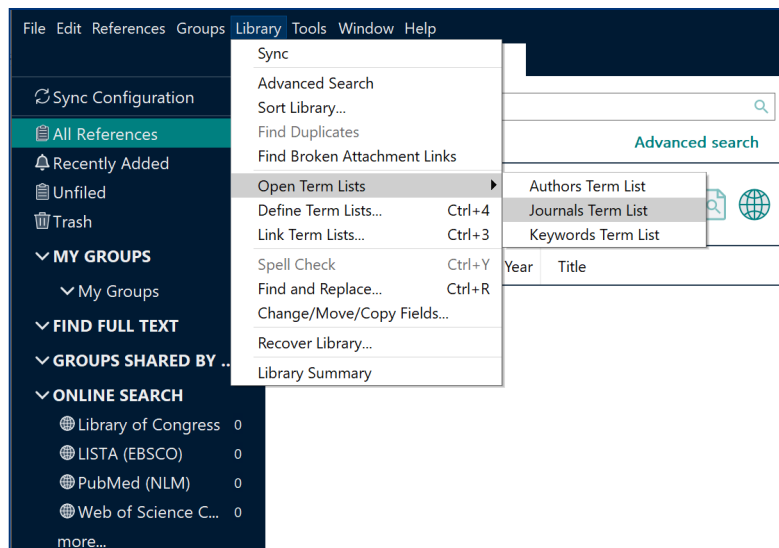 File Edit References Groups Library Tools Window Help
Sync Configuration
All References
Recently Added
Unfiled
Trash
MY GROUPS
My Groups
FIND FULL TEXT
GROUPS SHARED BY ...
ONLINE SEARCH
Library of Congress 0
LISTA (EBSCO) 0
PubMed (NLM) 0
Web of Science C... 0
more...
Sync
Advanced Search
Sort Library...
Find Duplicates
Find Broken Attachment Links
Open Term Lists
Define Term Lists... Ctrl+4
Link Term Lists... Ctrl+3
Spell Check Ctrl+Y
Find and Replace... Ctrl+R
Change/Move/Copy Fields...
Recover Library...
Library Summary
Authors Term List
Journals Term List
Keywords Term List
Advanced search
Year Title